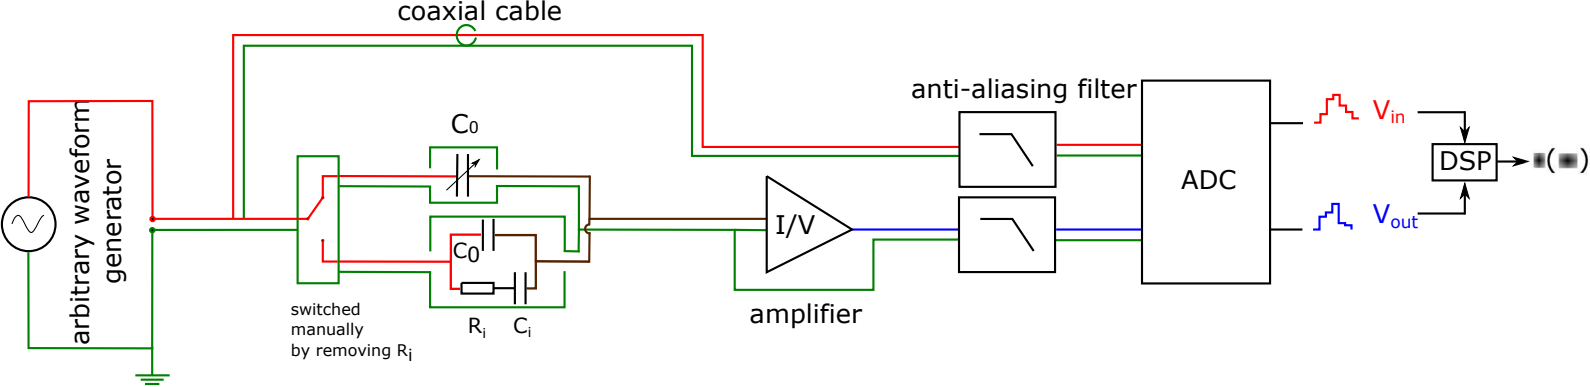 coaxial cable
arbitrary waveform
generator
C0
C0
Ri
Ci
switched
manually
by removing Ri
I/V
amplifier
anti-aliasing filter
ADC
Vin
Vout
DSP